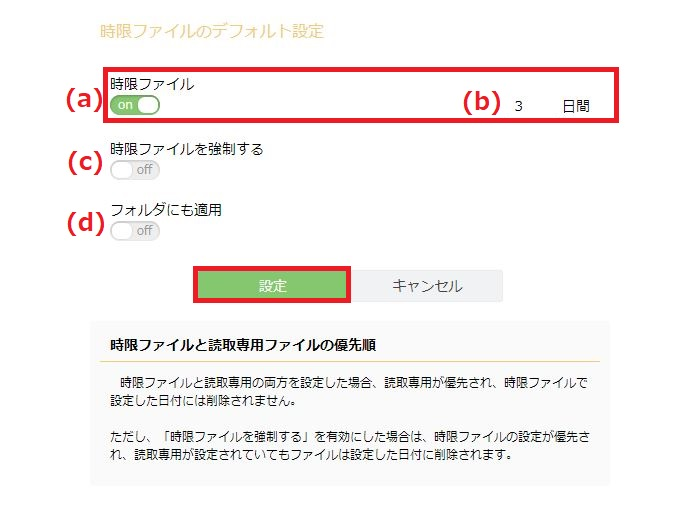 時限ファイルのデフォルト設定
時限ファイル
(a) on (b) 3 日間
時限ファイルを強制する
(c) off
フォルダにも適用
(d) off
設定 キャンセル
時限ファイルと読取専用ファイルの優先順
時限ファイルと読取専用の両方を設定した場合、読取専用が優先され、時限ファイルで
設定した日付には削除されません。
ただし、「時限ファイルを強制する」を有効にした場合は、時限ファイルの設定が優先さ
れ、読取専用が設定されていてもファイルは設定した日付に削除されます。